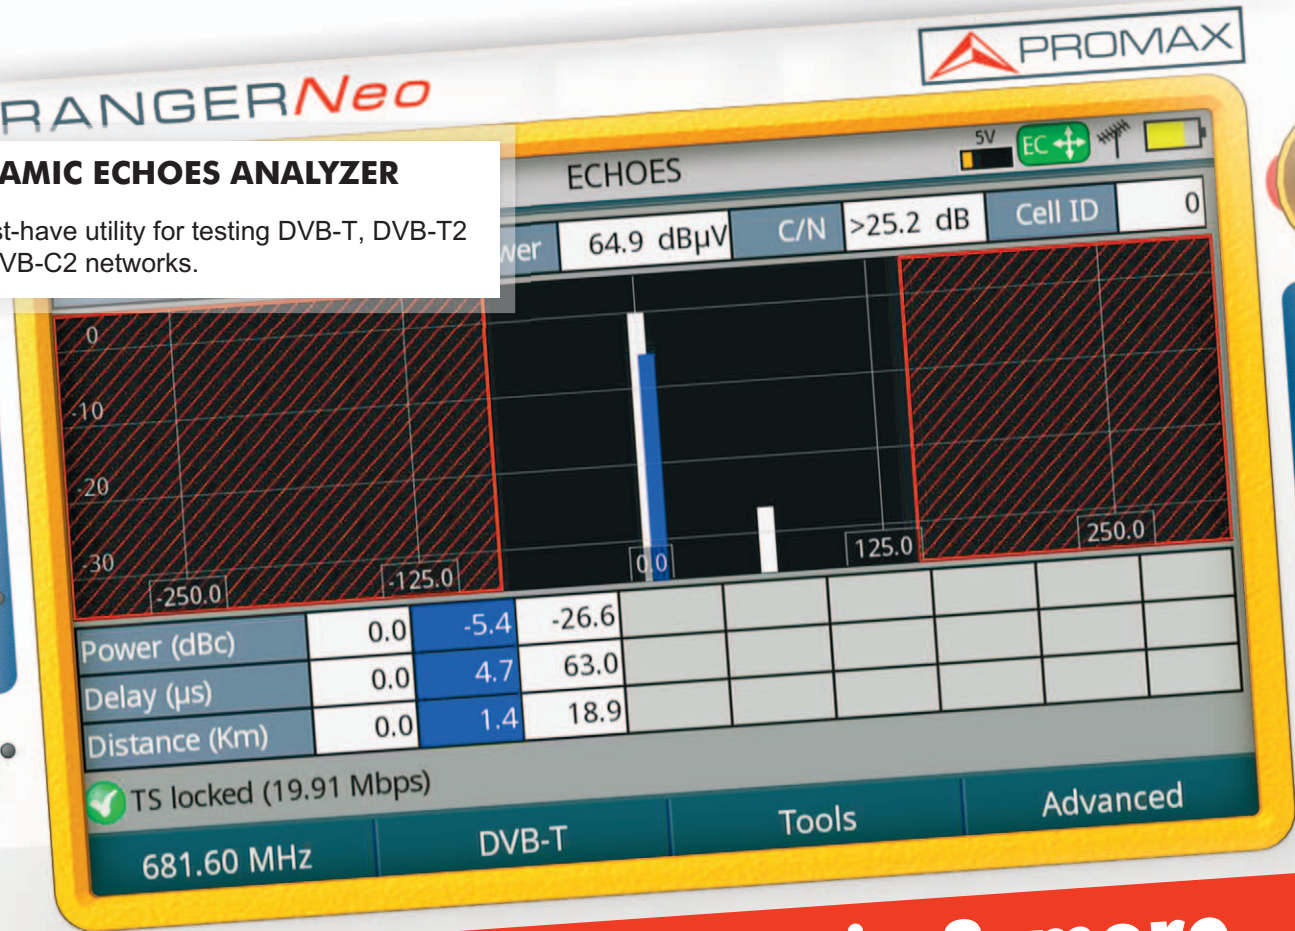 RANGERNeo
PROMAX
AMIC ECHOES ANALYZER
st-have utility for testing DVB-T, DVB-T2
VB-C2 networks.
ECHOES
5V
EC
wer 64.9 dBμV C/N >25.2 dB Cell ID 0
0
-10
-20
-30
-250.0 -125.0 0.0 125.0 250.0
Power (dBc) 0.0 -5.4 -26.6
Delay (μs) 0.0 4.7 63.0
Distance (Km) 0.0 1.4 18.9
TS locked (19.91 Mbps)
681.60 MHz DVB-T Tools Advanced